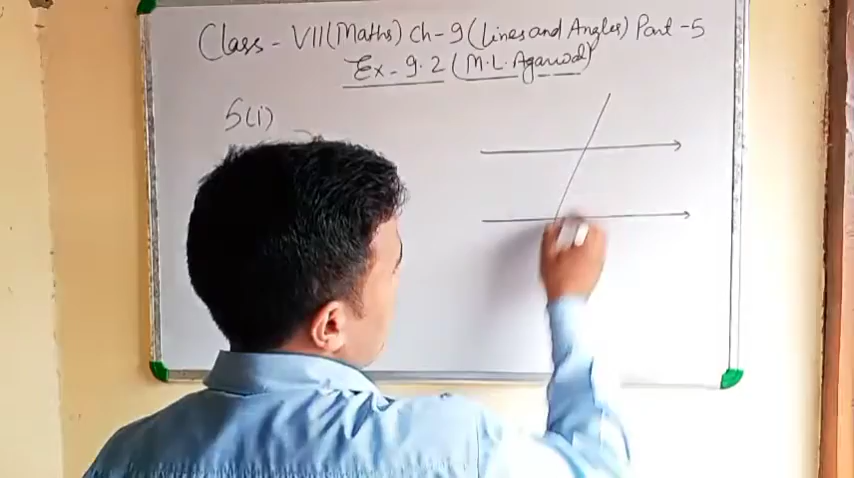 Class - VII (Maths) Ch - 9 (Lines and Angles) Part - 5
Ex - 9.2 (M.L. Agarwal)
5(i)